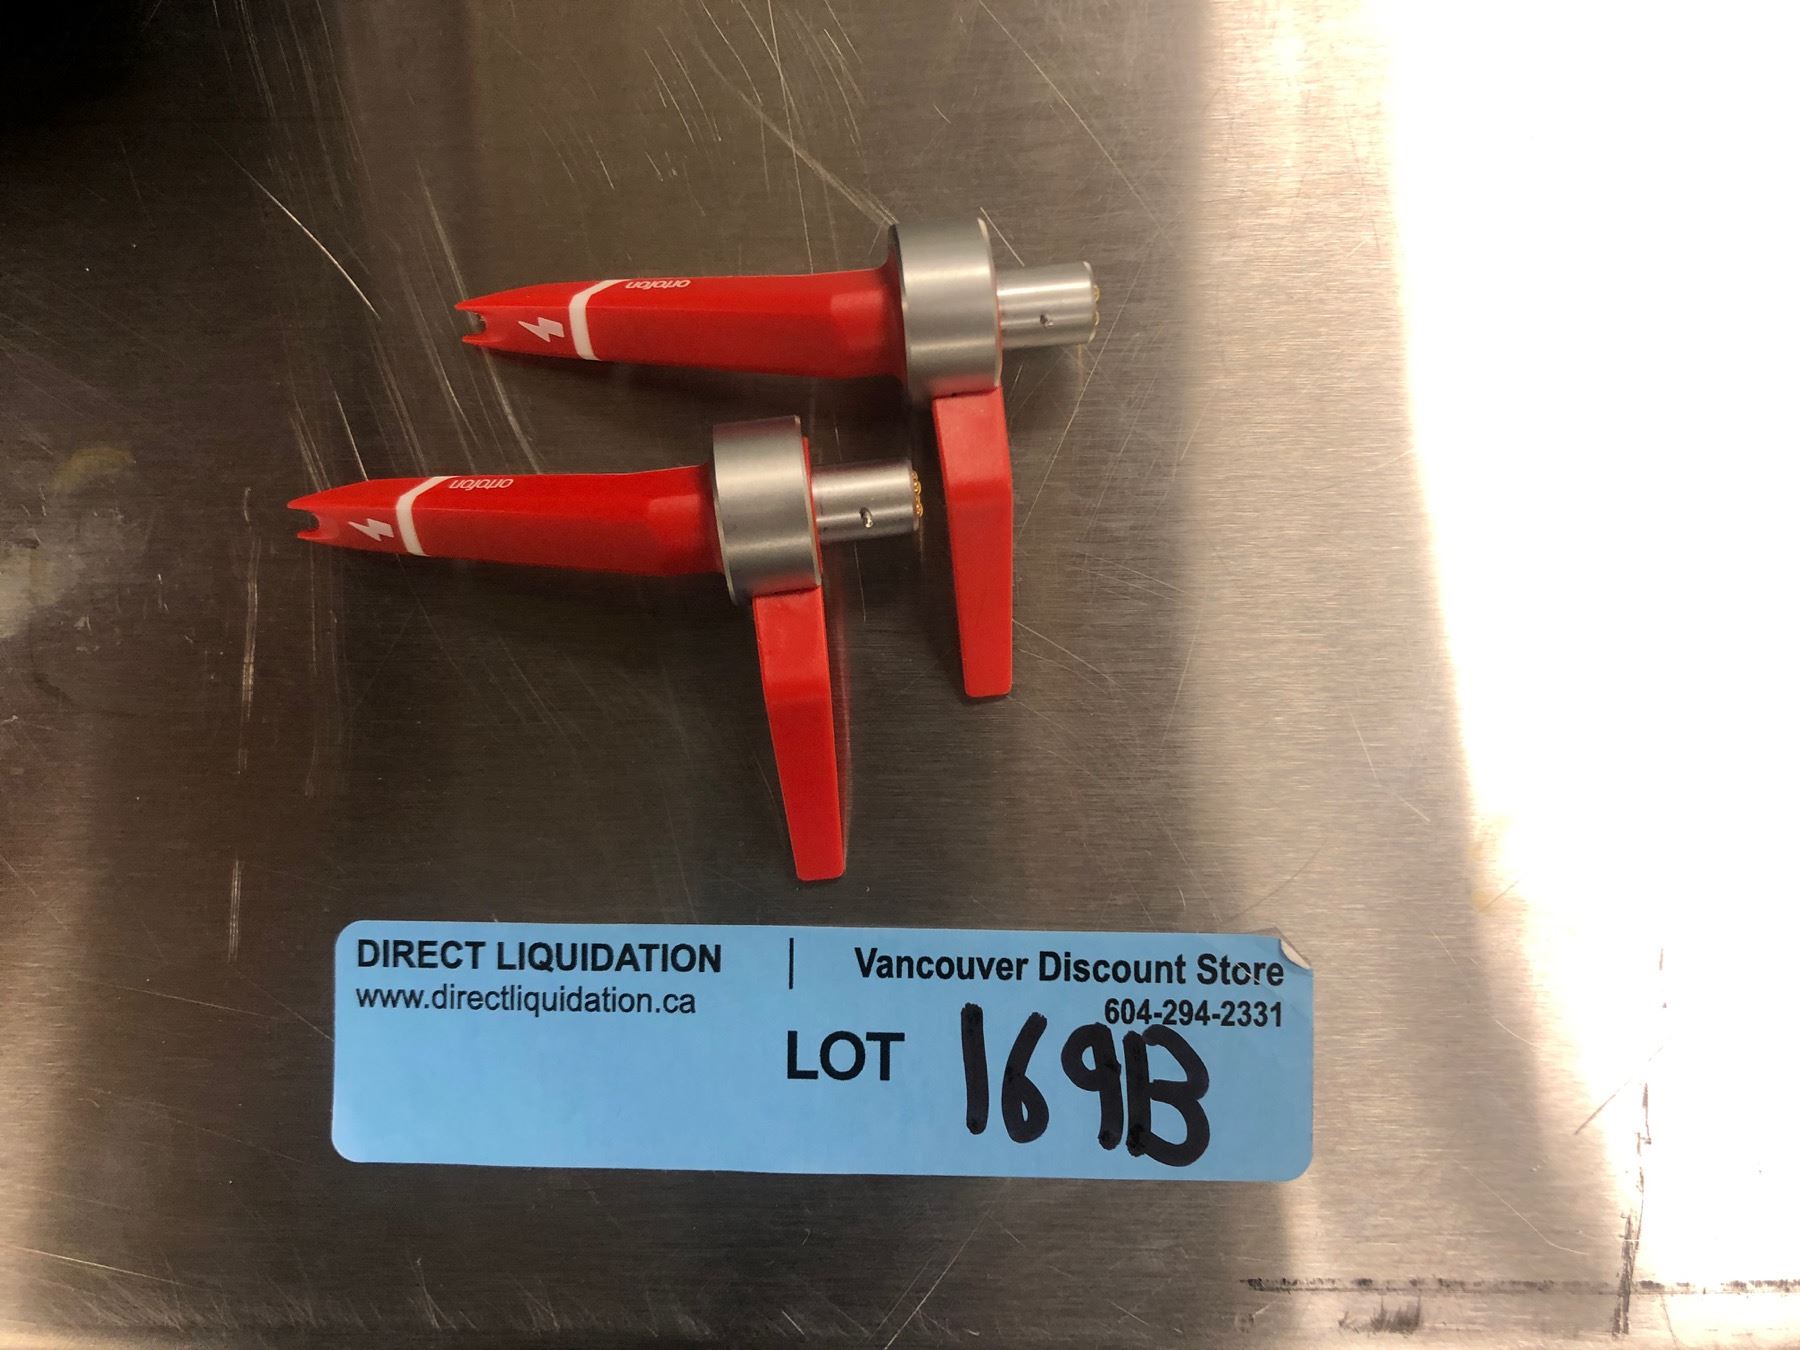 ortofon
ortofon
DIRECT LIQUIDATION | Vancouver Discount Store
www.directliquidation.ca 604-294-2331
LOT 169B